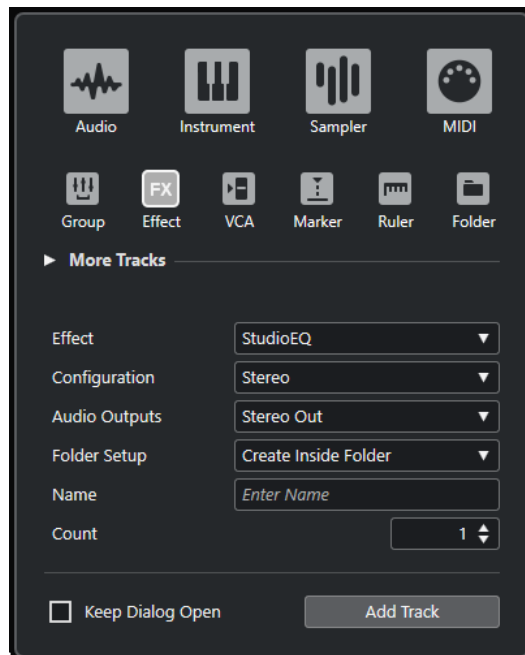 Audio Instrument Sampler MIDI
FX
Group Effect VCA Marker Ruler Folder
More Tracks
Effect StudioEQ
Configuration Stereo
Audio Outputs Stereo Out
Folder Setup Create Inside Folder
Name Enter Name
Count 1
Keep Dialog Open Add Track